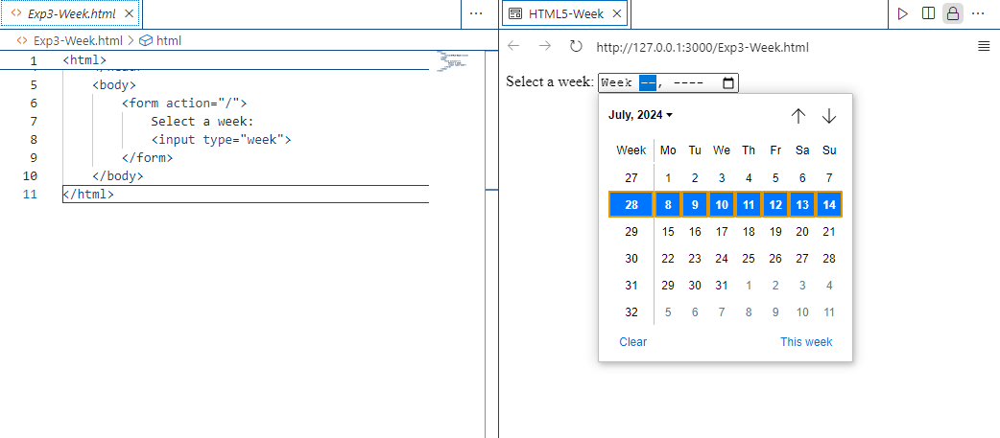 Exp3-Week.html
Exp3-Week.html > html
1 <html>
5 <body>
6 <form action="/">
7 Select a week:
8 <input type="week">
9 </form>
10 </body>
11 </html>
HTML5-Week
http://127.0.0.1:3000/Exp3-Week.html
Select a week: Week --, ----
July, 2024
Week Mo Tu We Th Fr Sa Su
27 1 2 3 4 5 6 7
28 8 9 10 11 12 13 14
29 15 16 17 18 19 20 21
30 22 23 24 25 26 27 28
31 29 30 31 1 2 3 4
32 5 6 7 8 9 10 11
Clear This week